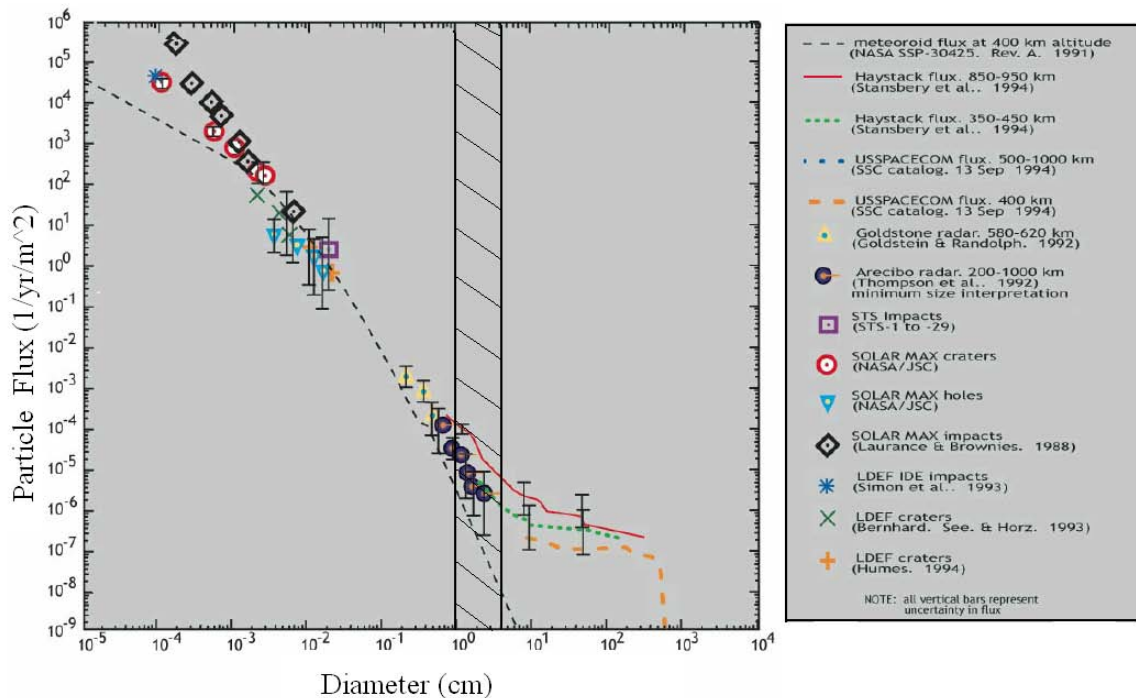 10^6
10^5
10^4
10^3
10^2
10^1
10^0
10^-1
10^-2
10^-3
10^-4
10^-5
10^-6
10^-7
10^-8
10^-9
Particle Flux (1/yr/m^2)
10^-5 10^-4 10^-3 10^-2 10^-1 10^0 10^1 10^2 10^3 10^4
Diameter (cm)
meteoroid flux at 400 km altitude
(NASA SSP-30425. Rev. A. 1991)
Haystack flux. 850-950 km
(Stansbery et al.. 1994)
Haystack flux. 350-450 km
(Stansbery et al.. 1994)
USSPACECOM flux. 500-1000 km
(SSC catalog. 13 Sep 1994)
USSPACECOM flux. 400 km
(SSC catalog. 13 Sep 1994)
Goldstone radar. 580-620 km
(Goldstein & Randolph. 1992)
Arecibo radar. 200-1000 km
(Thompson et al.. 1992)
minimum size interpretation
STS Impacts
(STS-1 to -29)
SOLAR MAX craters
(NASA/JSC)
SOLAR MAX holes
(NASA/JSC)
SOLAR MAX impacts
(Laurance & Brownies. 1988)
LDEF IDE impacts
(Simon et al.. 1993)
LDEF craters
(Bernhard. See. & Horz. 1993)
LDEF craters
(Humes. 1994)
NOTE: all vertical bars represent
uncertainty in flux